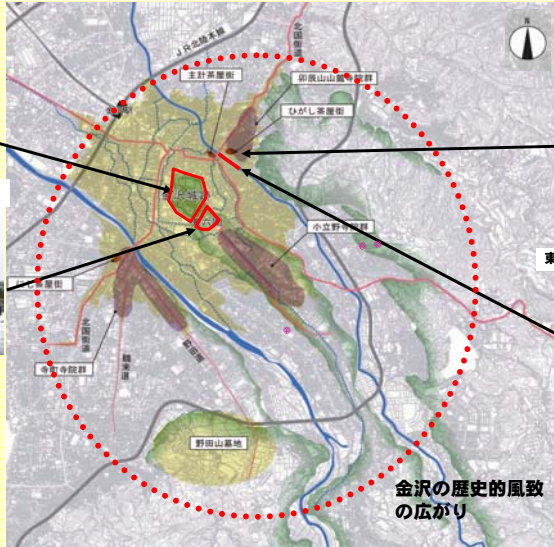 N
JR北陸本線
北国街道
主計茶屋街
卯辰山山麓寺院群
ひがし茶屋街
小立野寺院群
東
にし茶屋街
北国街道
鶴来道
寺町寺院群
野田山墓地
金沢の歴史的風致
の広がり